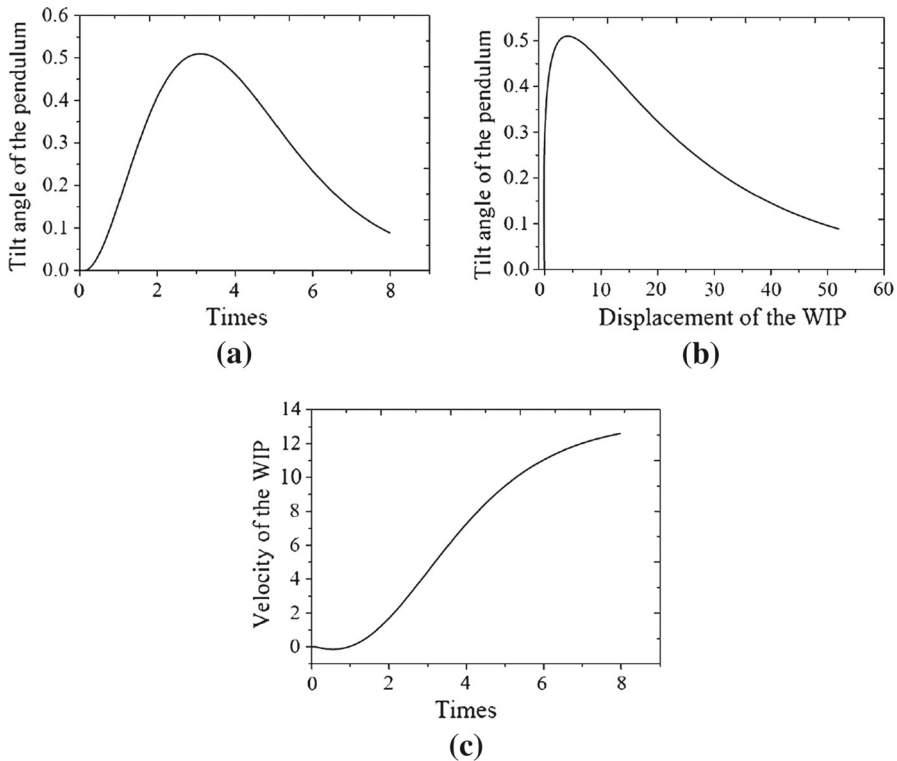 0.6
0.5
0.4
0.3
0.2
0.1
0.0
Tilt angle of the pendulum
0 2 4 6 8
Times
(a)
0.5
0.4
0.3
0.2
0.1
0.0
Tilt angle of the pendulum
0 10 20 30 40 50 60
Displacement of the WIP
(b)
14
12
10
8
6
4
2
0
Velocity of the WIP
0 2 4 6 8
Times
(c)